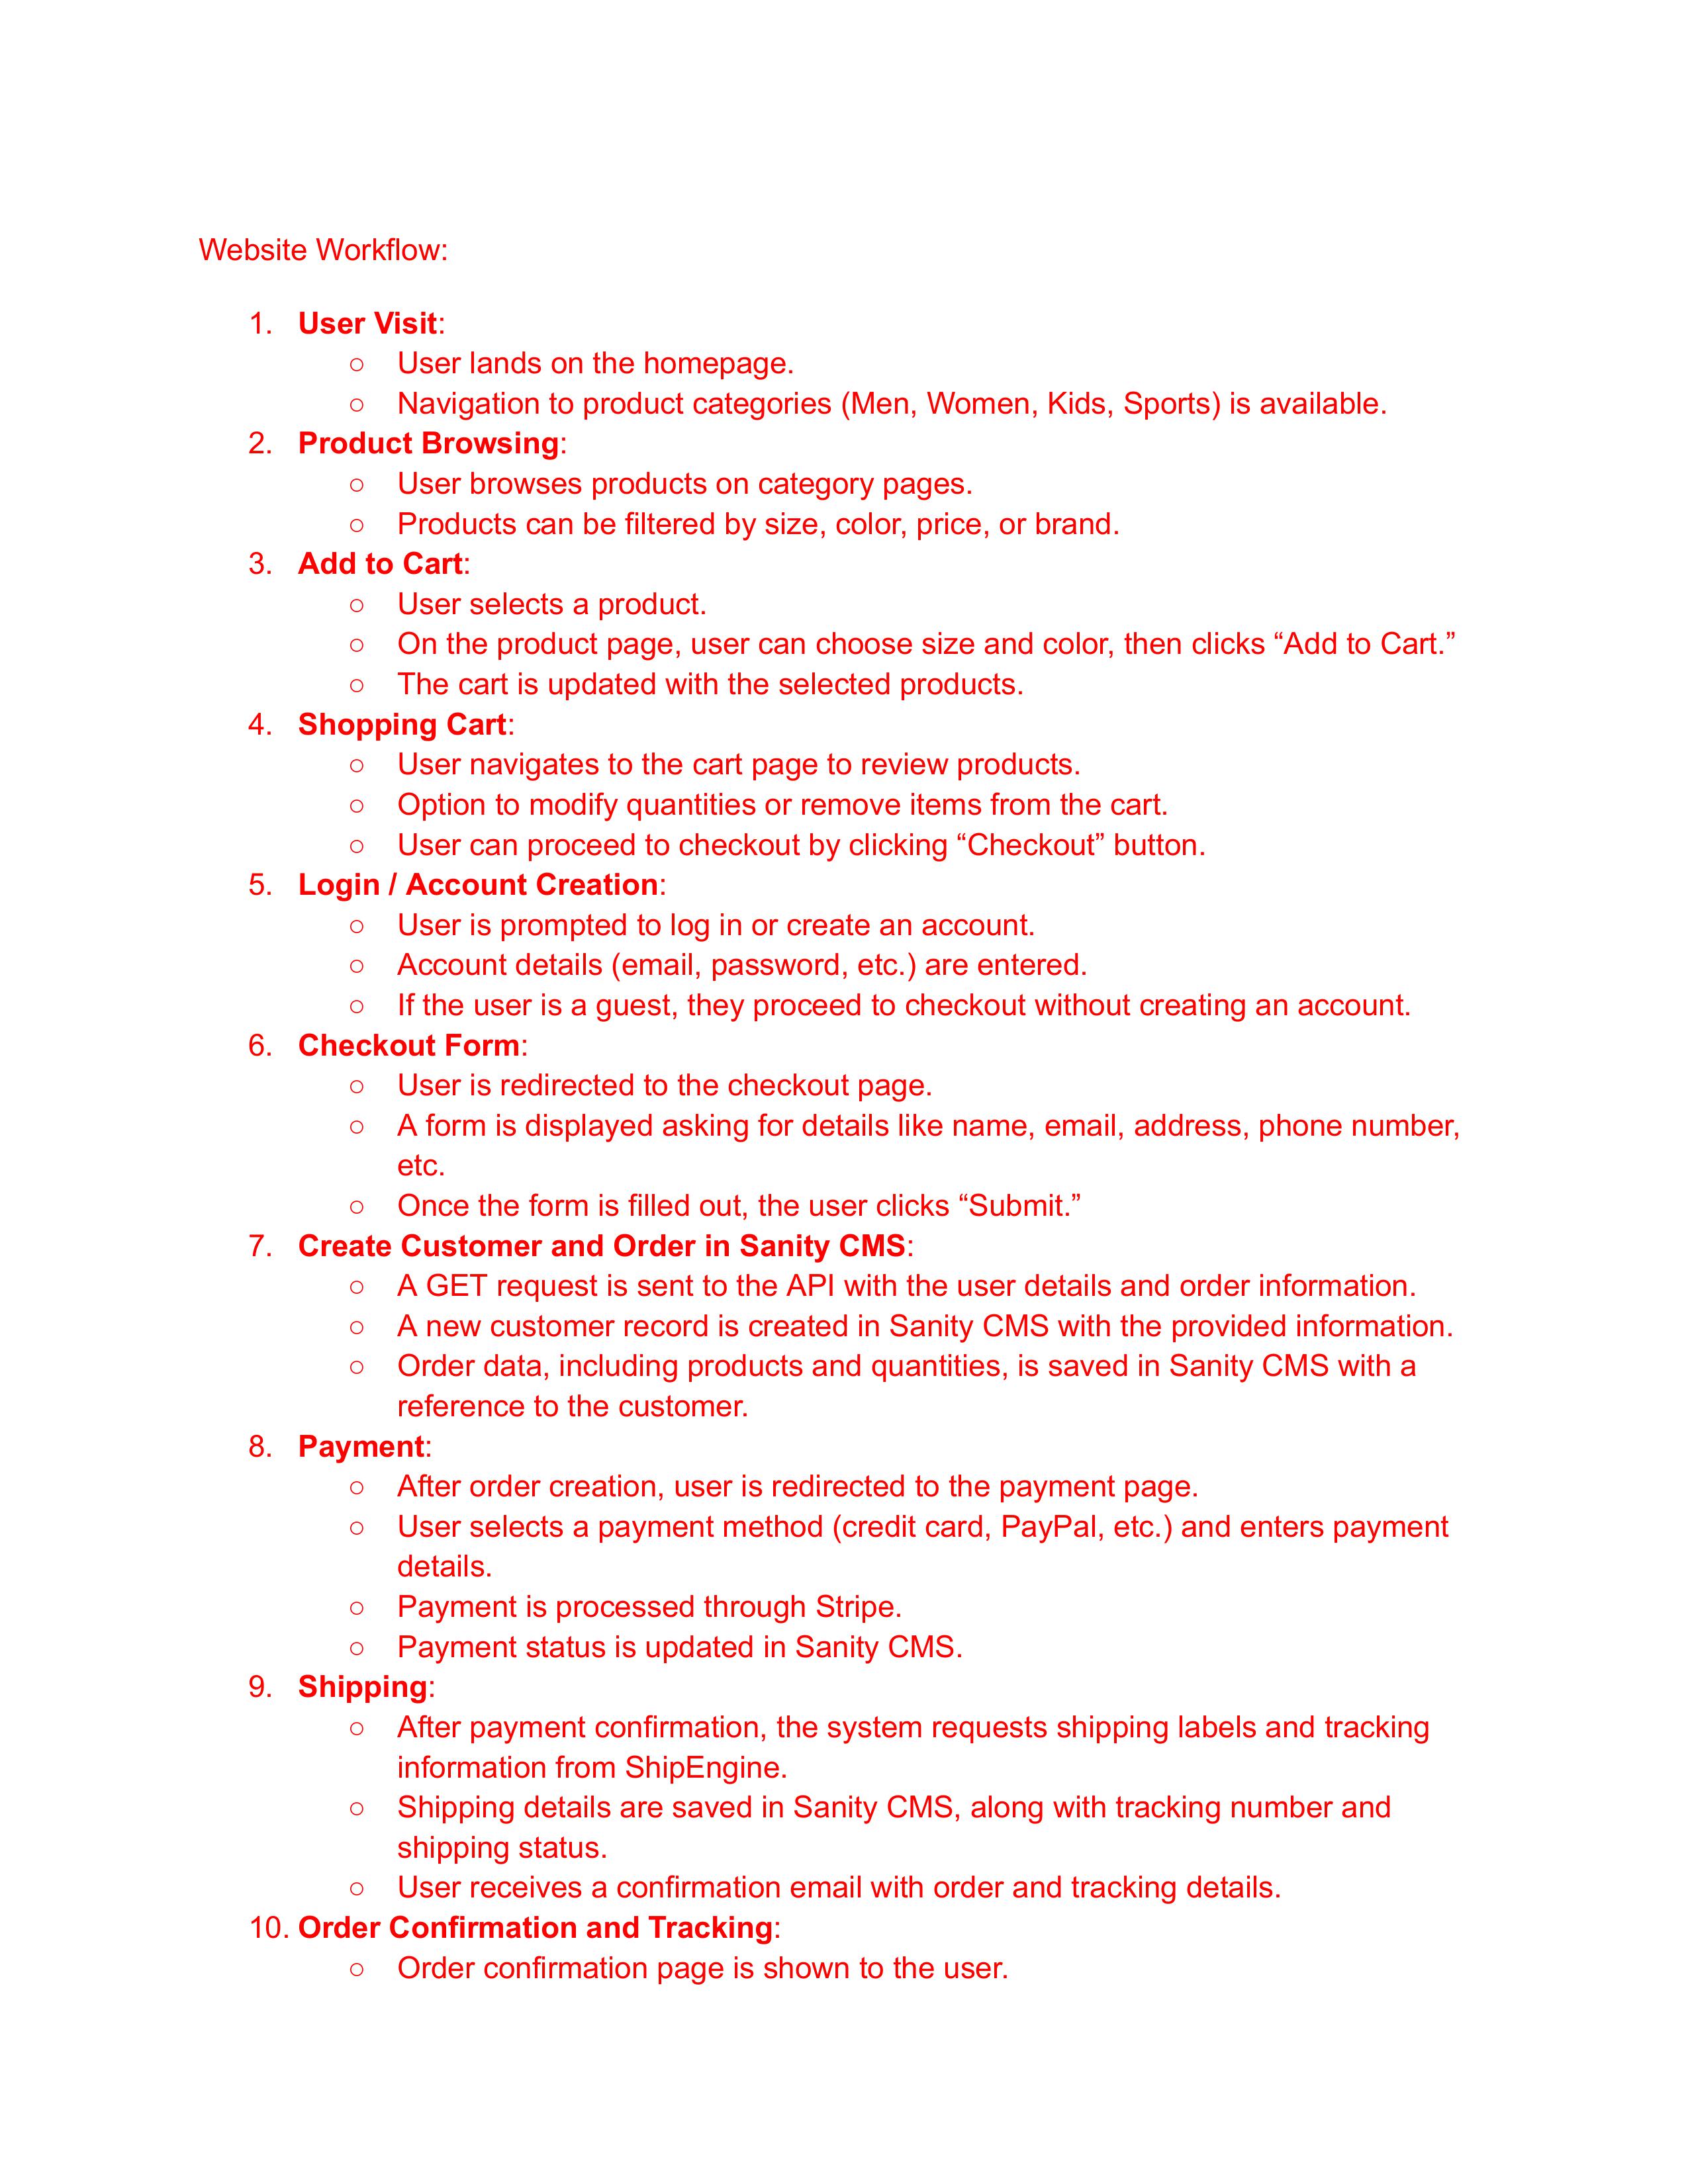 Website Workflow:
1. User Visit:
○ User lands on the homepage.
○ Navigation to product categories (Men, Women, Kids, Sports) is available.
2. Product Browsing:
○ User browses products on category pages.
○ Products can be filtered by size, color, price, or brand.
3. Add to Cart:
○ User selects a product.
○ On the product page, user can choose size and color, then clicks “Add to Cart.”
○ The cart is updated with the selected products.
4. Shopping Cart:
○ User navigates to the cart page to review products.
○ Option to modify quantities or remove items from the cart.
○ User can proceed to checkout by clicking “Checkout” button.
5. Login / Account Creation:
○ User is prompted to log in or create an account.
○ Account details (email, password, etc.) are entered.
○ If the user is a guest, they proceed to checkout without creating an account.
6. Checkout Form:
○ User is redirected to the checkout page.
○ A form is displayed asking for details like name, email, address, phone number,
etc.
○ Once the form is filled out, the user clicks “Submit.”
7. Create Customer and Order in Sanity CMS:
○ A GET request is sent to the API with the user details and order information.
○ A new customer record is created in Sanity CMS with the provided information.
○ Order data, including products and quantities, is saved in Sanity CMS with a
reference to the customer.
8. Payment:
○ After order creation, user is redirected to the payment page.
○ User selects a payment method (credit card, PayPal, etc.) and enters payment
details.
○ Payment is processed through Stripe.
○ Payment status is updated in Sanity CMS.
9. Shipping:
○ After payment confirmation, the system requests shipping labels and tracking
information from ShipEngine.
○ Shipping details are saved in Sanity CMS, along with tracking number and
shipping status.
○ User receives a confirmation email with order and tracking details.
10. Order Confirmation and Tracking:
○ Order confirmation page is shown to the user.